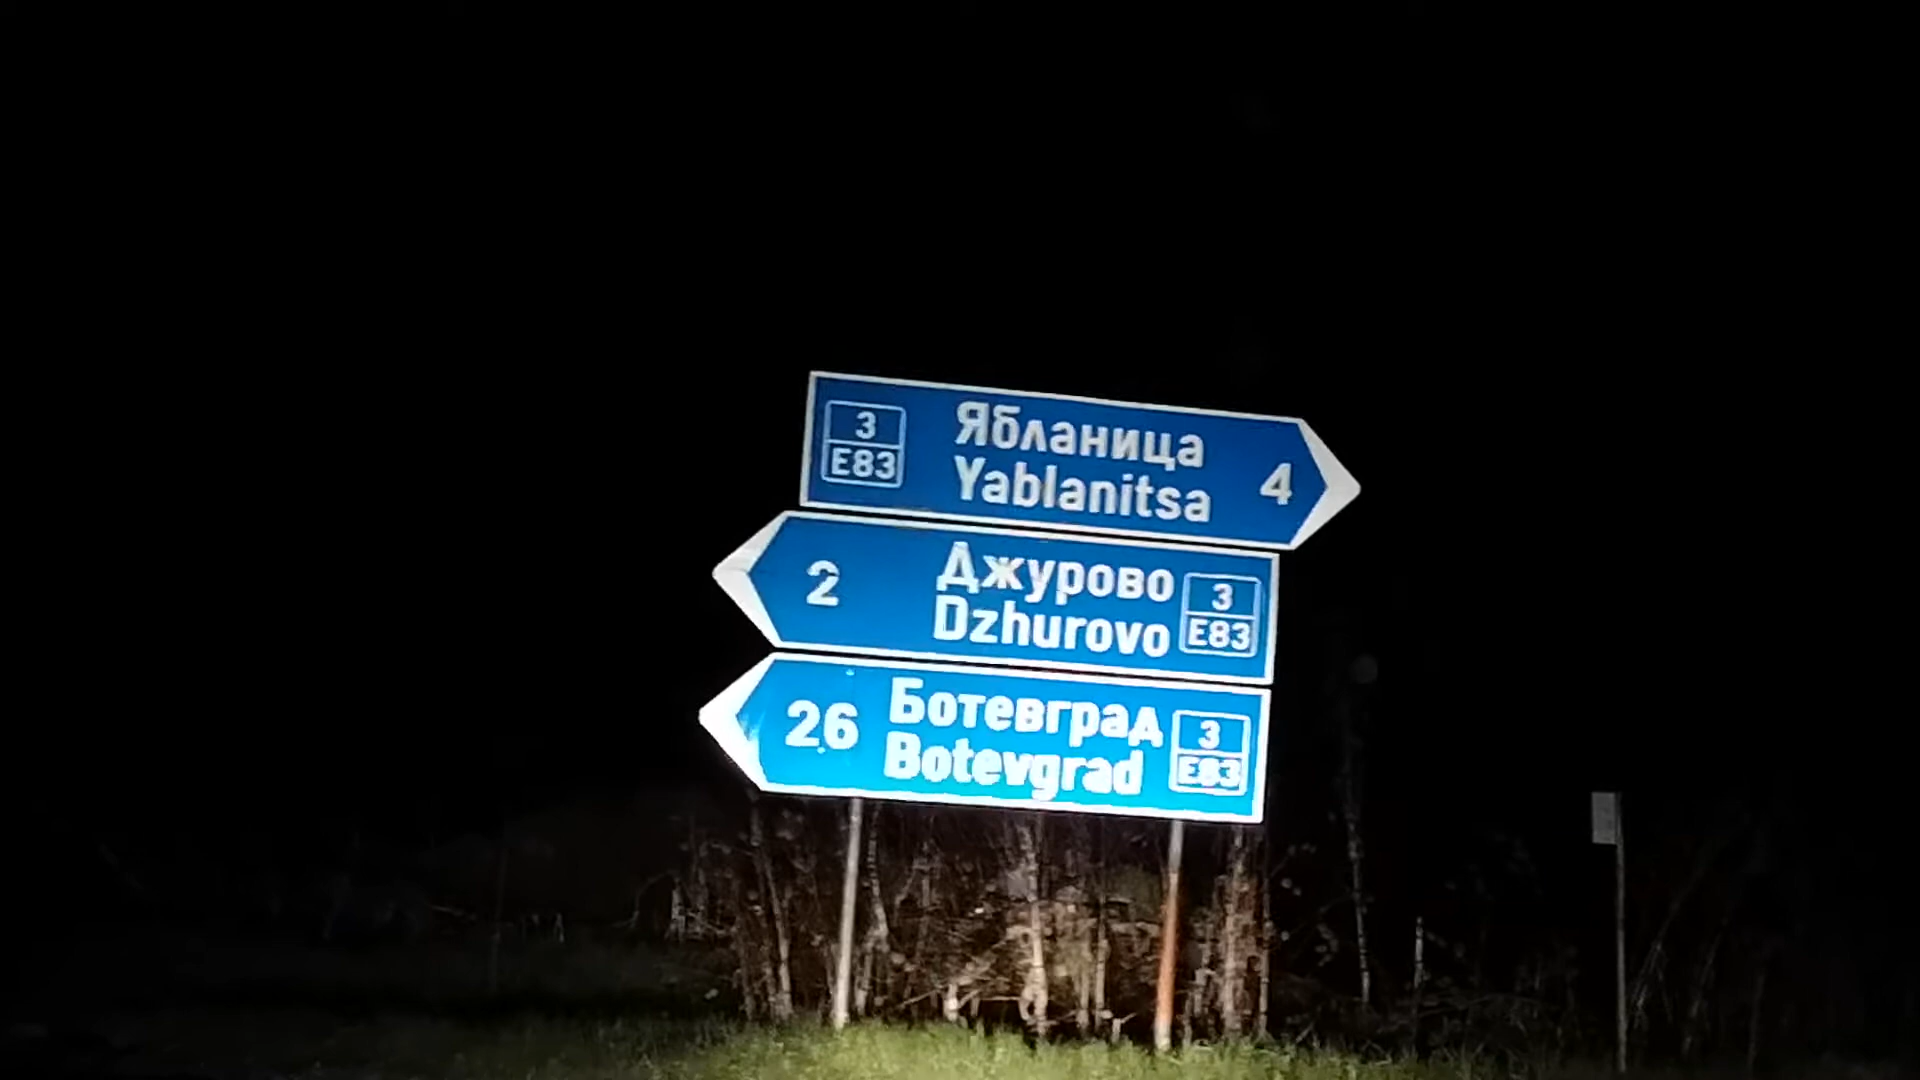 3
E83
Ябланица
Yablanitsa
4
2
Джурово
Dzhurovo
3
E83
26
Ботевград
Botevgrad
3
E83